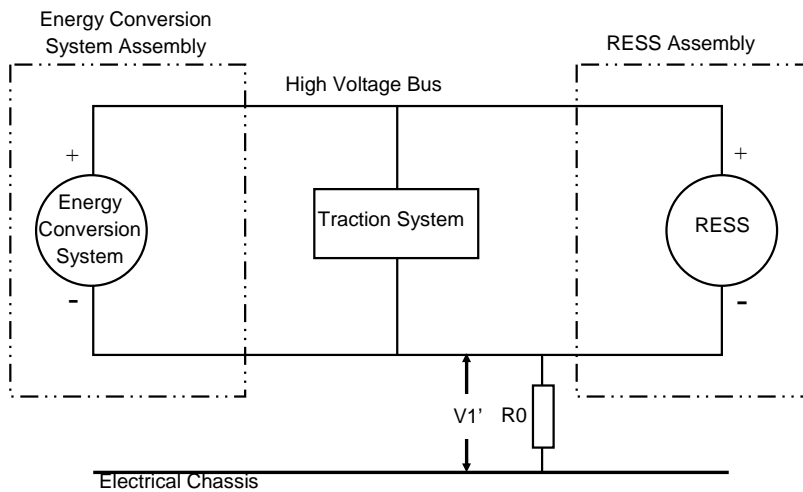 Energy Conversion
System Assembly
RESS Assembly
High Voltage Bus
+
+
Energy
Conversion
System
Traction System
RESS
-
-
V1’
R0
Electrical Chassis